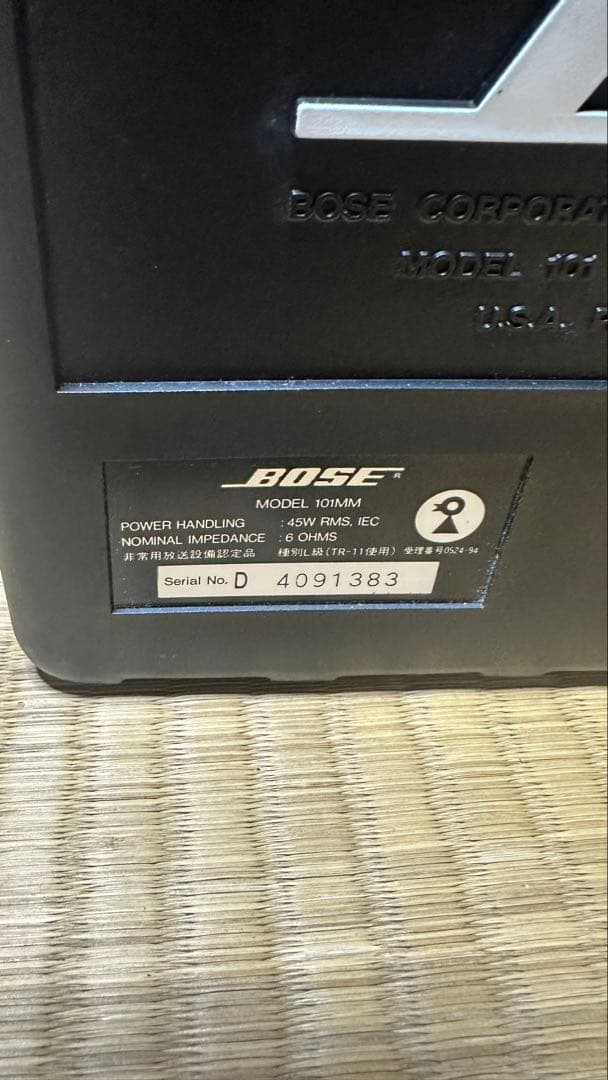 BOSE CORPORAT
MODEL 101
U.S.A.
BOSE
MODEL 101MM
POWER HANDLING : 45W RMS, IEC
NOMINAL IMPEDANCE : 6 OHMS
非常用放送設備認定品 種別L級(TR-11使用) 受理番号0524-94
Serial No. D 4091383